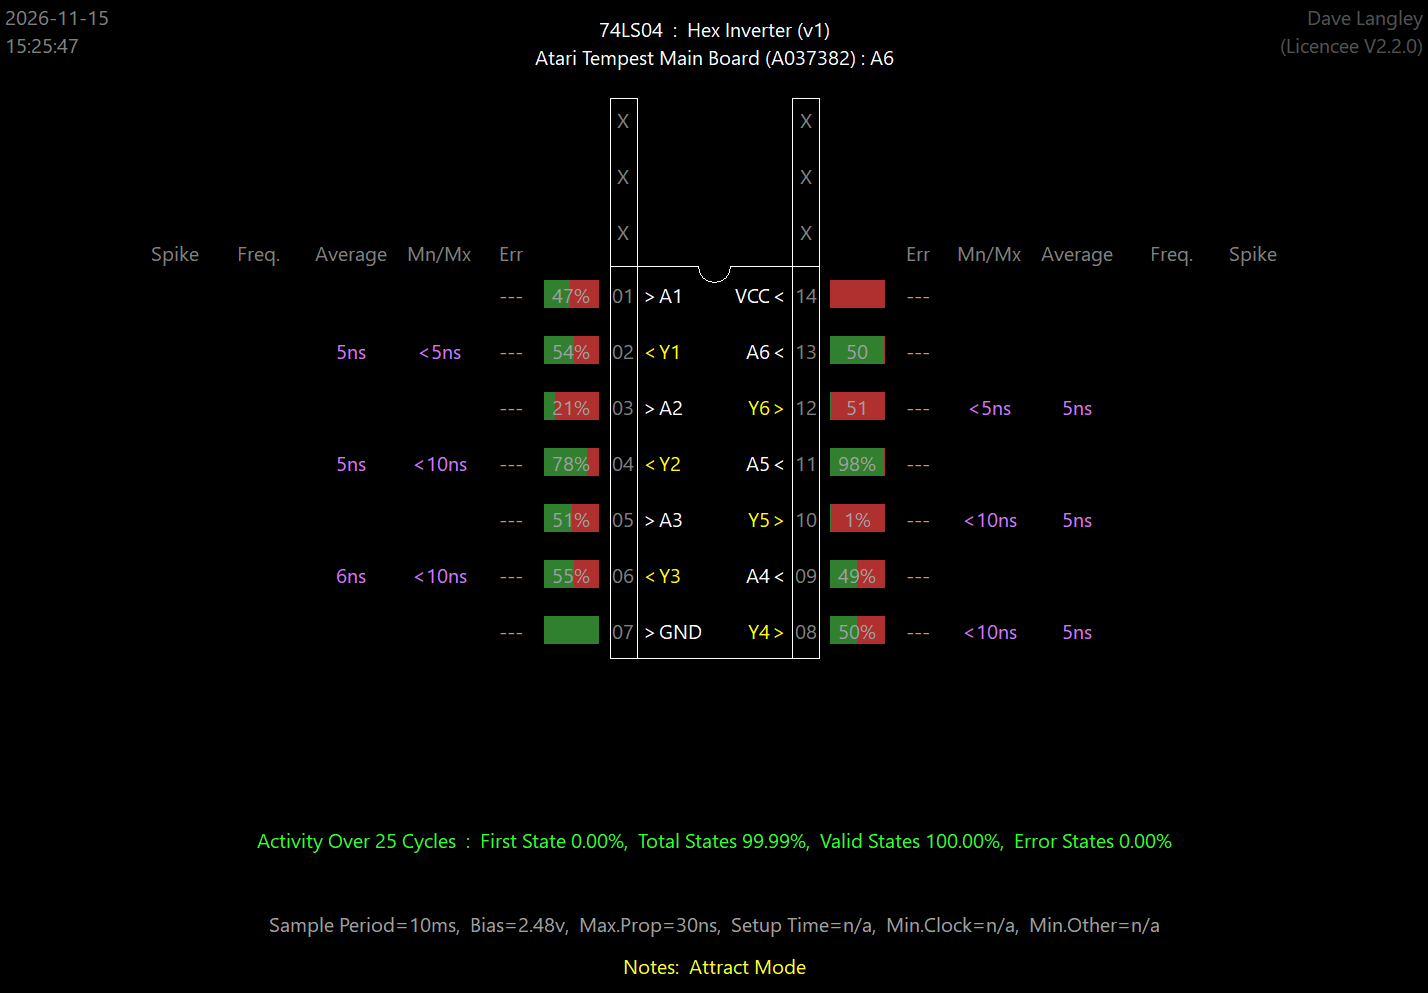 2026-11-15
15:25:47
74LS04 : Hex Inverter (v1)
Atari Tempest Main Board (A037382) : A6
Dave Langley
(Licencee V2.2.0)
X X
X X
X X
Spike Freq. Average Mn/Mx Err Err Mn/Mx Average Freq. Spike
--- 47% 01 >A1 VCC< 14 ---
5ns <5ns --- 54% 02 <Y1 A6< 13 50 ---
--- 21% 03 >A2 Y6> 12 51 --- <5ns 5ns
5ns <10ns --- 78% 04 <Y2 A5< 11 98% ---
--- 51% 05 >A3 Y5> 10 1% --- <10ns 5ns
6ns <10ns --- 55% 06 <Y3 A4< 09 49% ---
--- 07 >GND Y4> 08 50% --- <10ns 5ns
Activity Over 25 Cycles : First State 0.00%, Total States 99.99%, Valid States 100.00%, Error States 0.00%
Sample Period=10ms, Bias=2.48v, Max.Prop=30ns, Setup Time=n/a, Min.Clock=n/a, Min.Other=n/a
Notes: Attract Mode